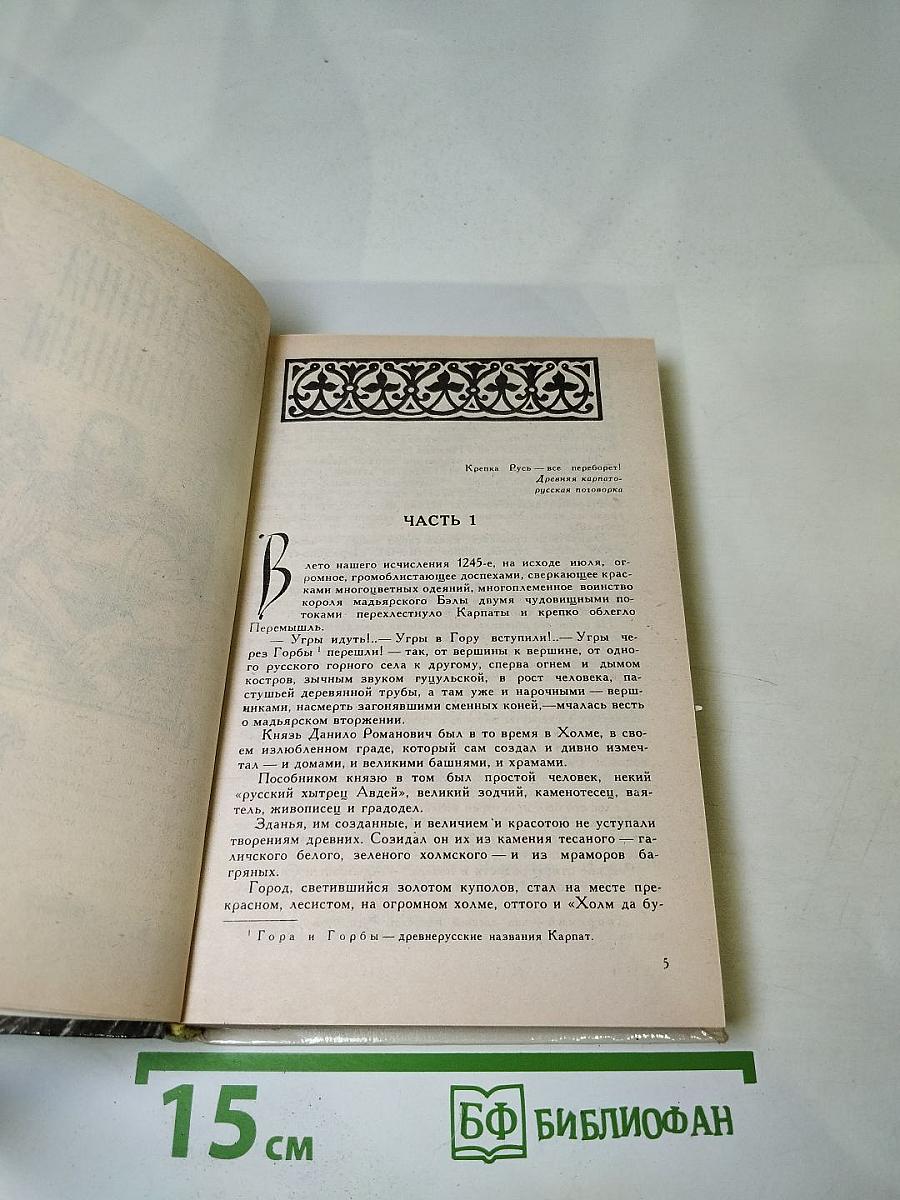 Крепка Русь — все переборет!
Древняя карпато-
русская поговорка
ЧАСТЬ 1
В лето нашего исчисления 1245-е, на исходе июля, ог-
ромное, громоблистающее доспехами, сверкающее крас-
ками многоцветных одеяний, многоплеменное воинство
короля мадьярского Бэлы двумя чудовищными по-
токами перехлестнуло Карпаты и крепко облегло
Перемышль.
— Угры идуть!..— Угры в Гору вступили!..— Угры че-
рез Горбы ¹ перешли! — так, от вершины к вершине, от одно-
го русского горного села к другому, сперва огнем и дымом
костров, зычным звуком гуцульской, в рост человека, па-
стушьей деревянной трубы, а там уже и нарочными — верш-
никами, насмерть загонявшими сменных коней,—мчалась весть
о мадьярском вторжении.
Князь Данило Романович был в то время в Холме, в сво-
ем излюбленном граде, который сам создал и дивно измеч-
тал — и домами, и великими башнями, и храмами.
Пособником князю в том был простой человек, некий
«русский хытрец Авдей», великий зодчий, каменотесец, вая-
тель, живописец и градодел.
Зданья, им созданные, и величием и красотою не уступали
творениям древних. Созидал он их из камения тесаного — га-
личского белого, зеленого холмского — и из мраморов ба-
гряных.
Город, светившийся золотом куполов, стал на месте пре-
красном, лесистом, на огромном холме, оттого и «Холм да бу-
¹ Гора и Горбы — древнерусские названия Карпат.
5
15 см
БФ БИБЛИОФАН